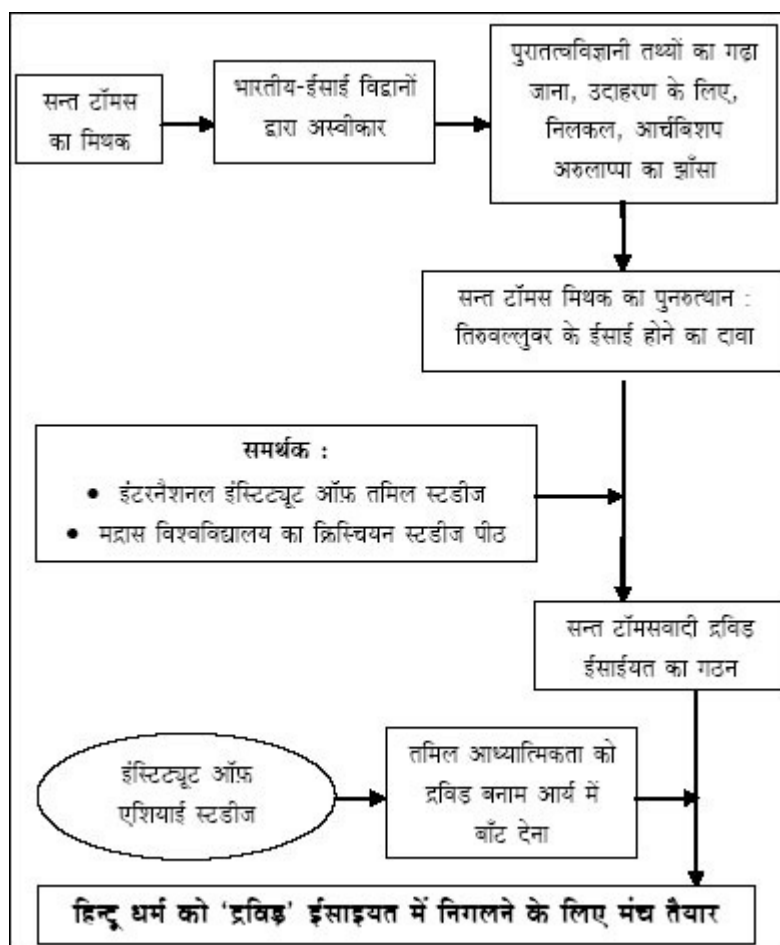 सन्त टॉमस
का मिथक
भारतीय-ईसाई विद्वानों
द्वारा अस्वीकार
पुरातत्वविज्ञानी तथ्यों का गढ़ा
जाना, उदाहरण के लिए,
निलकल, आर्चबिशप
अरुलाप्पा का झाँसा
सन्त टॉमस मिथक का पुनरुत्थान :
तिरुवल्लुवर के ईसाई होने का दावा
समर्थक :
• इंटरनैशनल इंस्टिट्यूट ऑफ़ तमिल स्टडीज
• मद्रास विश्वविद्यालय का क्रिस्चियन स्टडीज पीठ
सन्त टॉमसवादी द्रविड़
ईसाईयत का गठन
इंस्टिट्यूट ऑफ़
एशियाई स्टडीज
तमिल आध्यात्मिकता को
द्रविड़ बनाम आर्य में
बाँट देना
हिन्दू धर्म को ‘द्रविड़’ ईसाइयत में निगलने के लिए मंच तैयार